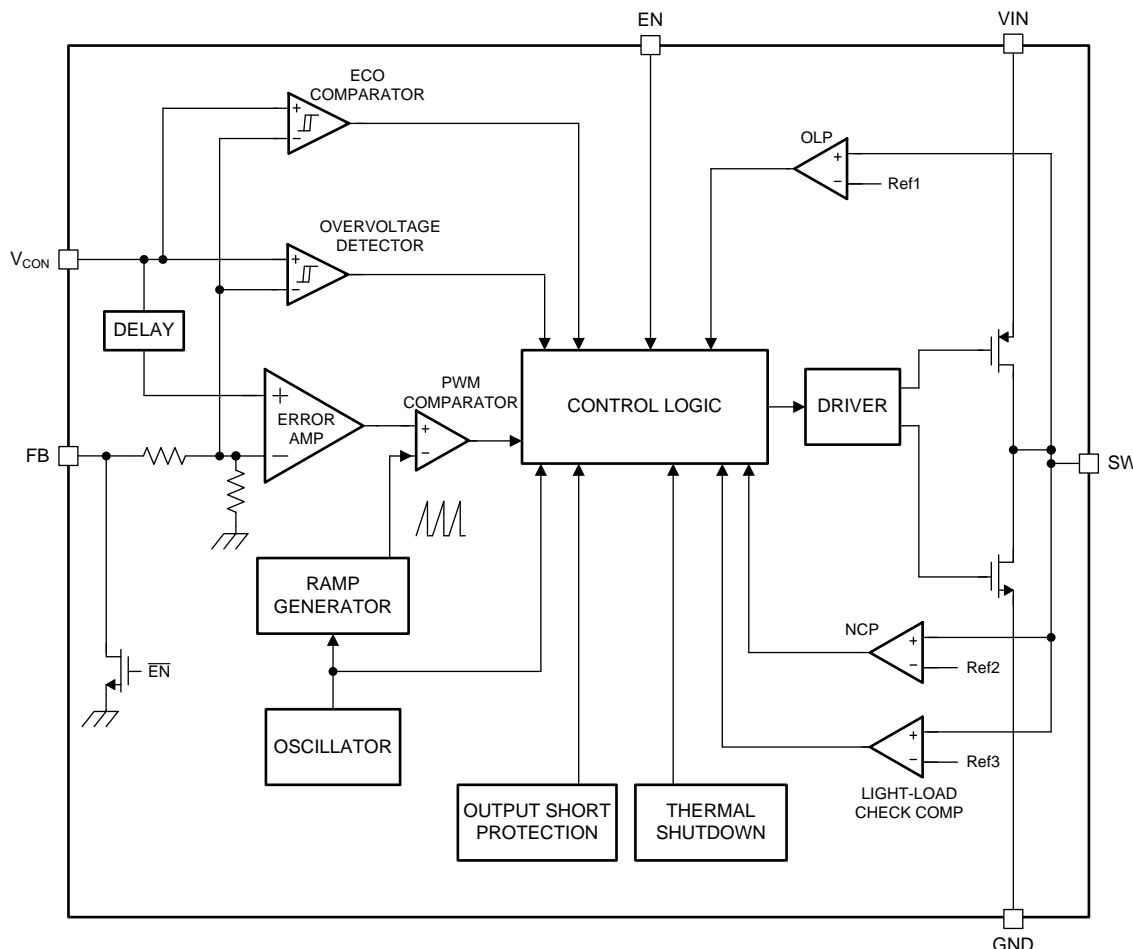 EN
VIN
ECO
COMPARATOR
+
−
OLP
+
−
Ref1
OVERVOLTAGE
DETECTOR
+
−
VCON
DELAY
PWM
COMPARATOR
CONTROL LOGIC
DRIVER
+
ERROR
AMP
−
+
−
FB
SW
RAMP
GENERATOR
NCP
+
−
Ref2
EN
OSCILLATOR
+
−
Ref3
LIGHT-LOAD
CHECK COMP
OUTPUT SHORT
PROTECTION
THERMAL
SHUTDOWN
GND